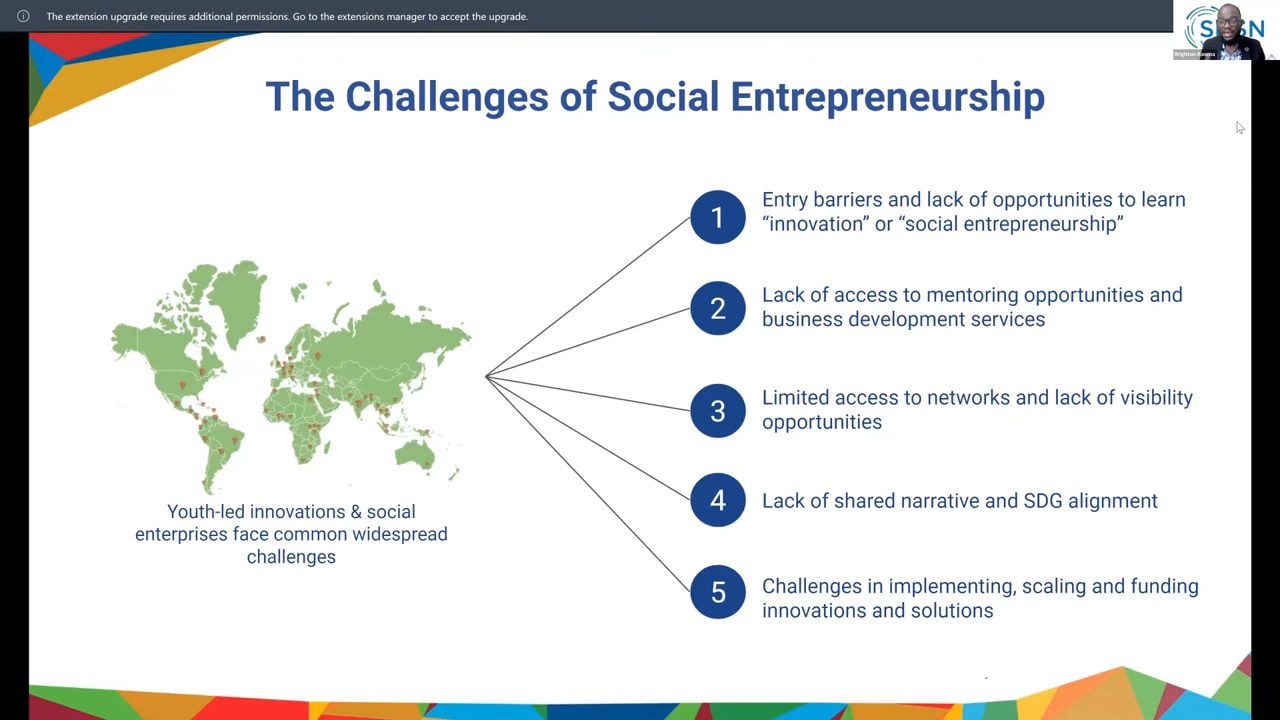 The extension upgrade requires additional permissions. Go to the extensions manager to accept the upgrade.
Brighton Kaoma
The Challenges of Social Entrepreneurship
1
Entry barriers and lack of opportunities to learn
“innovation” or “social entrepreneurship”
2
Lack of access to mentoring opportunities and
business development services
3
Limited access to networks and lack of visibility
opportunities
4
Lack of shared narrative and SDG alignment
5
Challenges in implementing, scaling and funding
innovations and solutions
Youth-led innovations & social
enterprises face common widespread
challenges